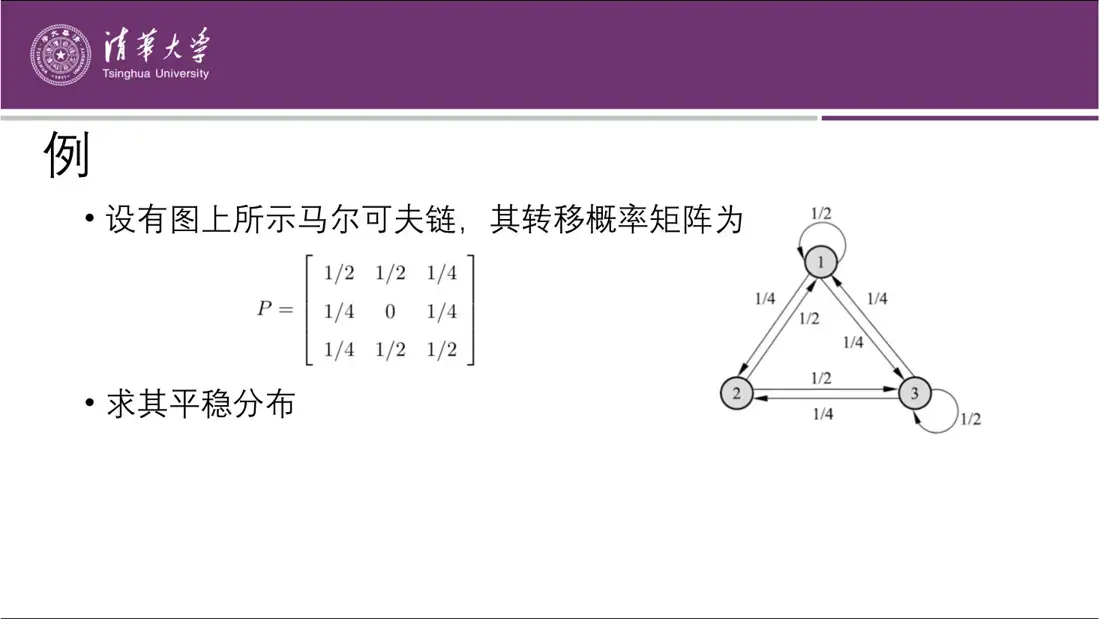 清华大学
Tsinghua University
例
• 设有图上所示马尔可夫链，其转移概率矩阵为
P =
1/2 1/2 1/4
1/4 0 1/4
1/4 1/2 1/2
• 求其平稳分布
1/2
1
1/4
1/2
1/4
1/4
2
1/2
1/4
3
1/2